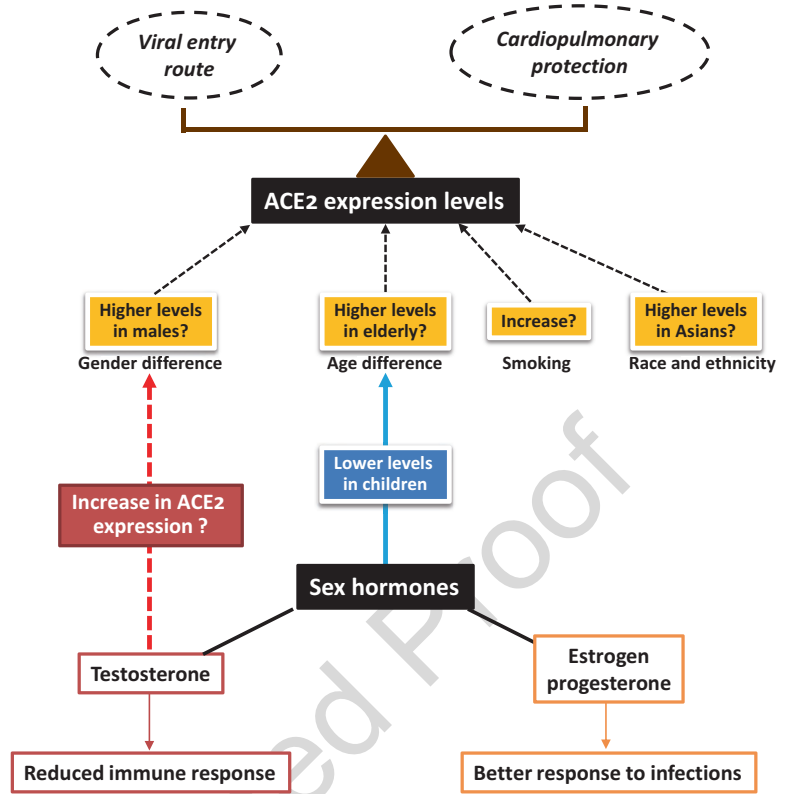 Viral entry
route
Cardiopulmonary
protection
ACE2 expression levels
Higher levels
in males?
Higher levels
in elderly?
Increase?
Higher levels
in Asians?
Gender difference
Age difference
Smoking
Race and ethnicity
Lower levels
in children
Increase in ACE2
expression ?
Sex hormones
Testosterone
Estrogen
progesterone
Reduced immune response
Better response to infections
ed Proof